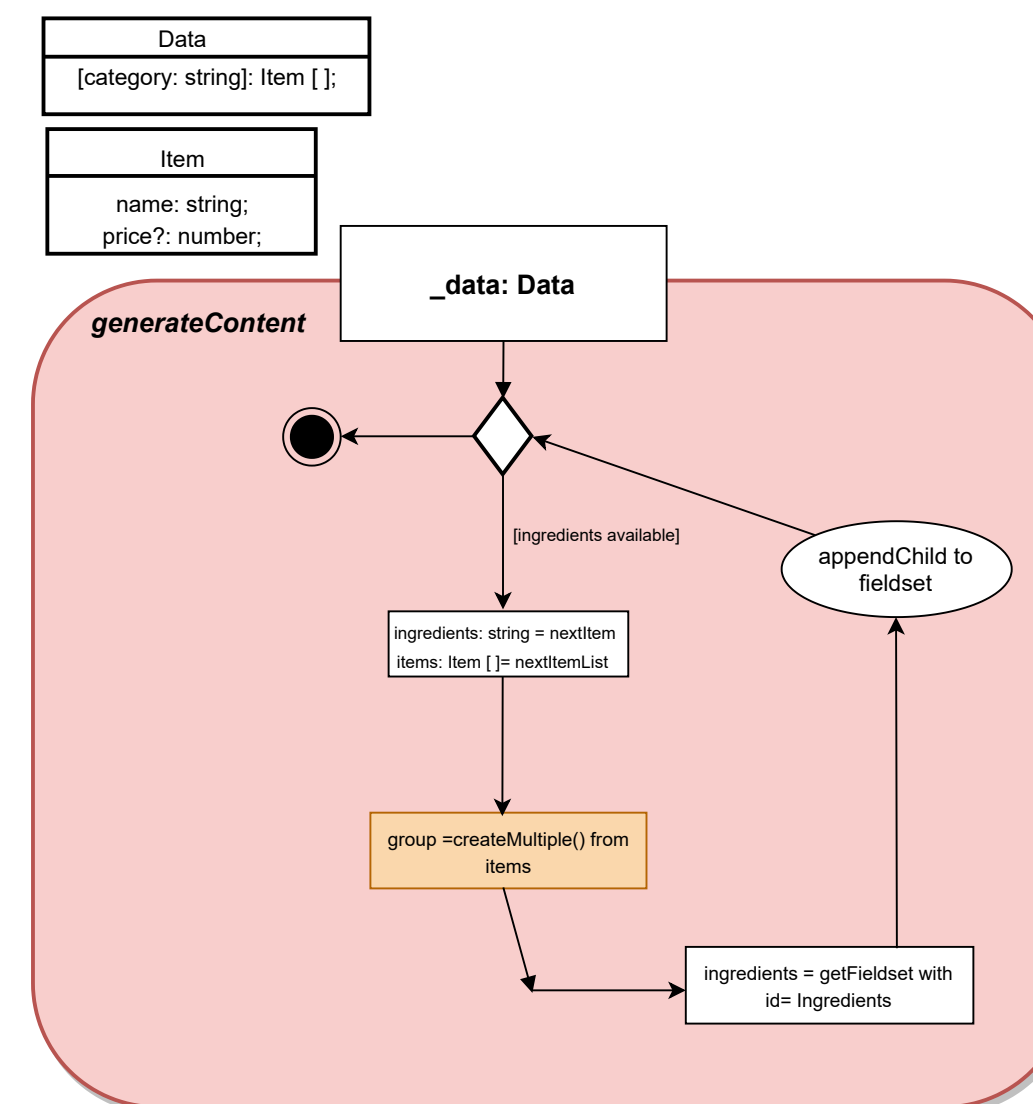 Data
[category: string]: Item [ ];
Item
name: string;
price?: number;
_data: Data
generateContent
[ingredients available]
appendChild to
fieldset
ingredients: string = nextItem
items: Item [ ]= nextItemList
group =createMultiple() from
items
ingredients = getFieldset with
id= Ingredients